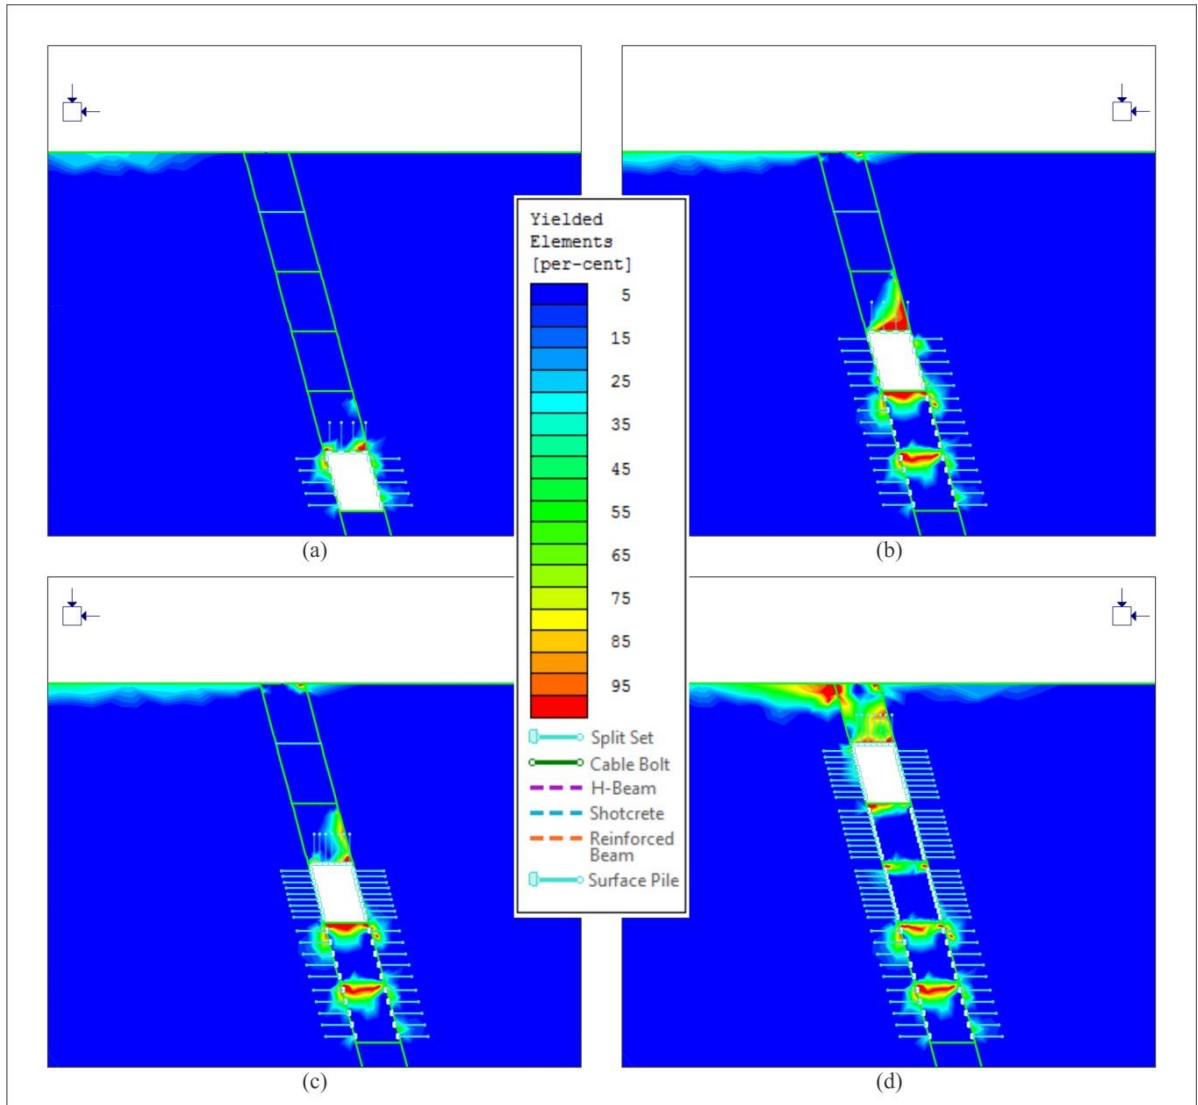 Yielded
Elements
[per-cent]
5
15
25
35
45
55
65
75
85
95
Split Set
Cable Bolt
H-Beam
Shotcrete
Reinforced
Beam
Surface Pile
(a)
(b)
(c)
(d)